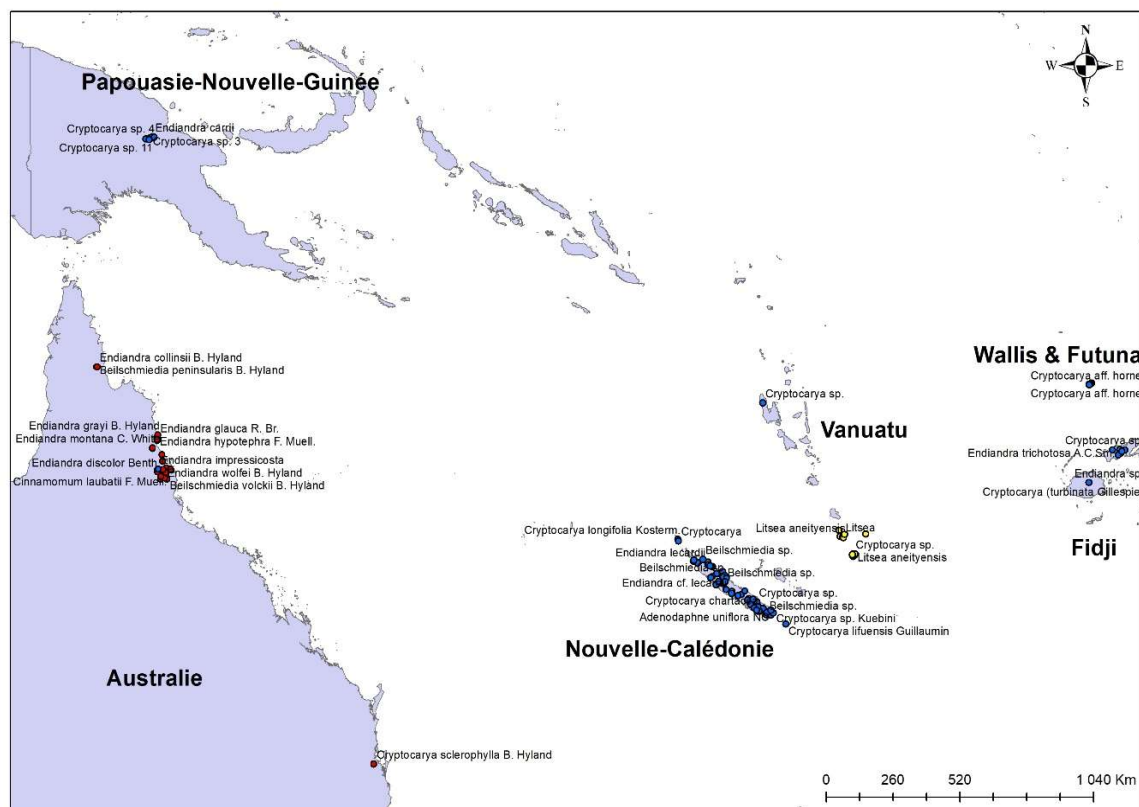 N
W E
S
Papouasie-Nouvelle-Guinée
Cryptocarya sp. 4 Endiandra carrii
Cryptocarya sp. 11 Cryptocarya sp. 3
Endiandra collinsii B. Hyland
Beilschmiedia peninsularis B. Hyland
Wallis & Futuna
Cryptocarya aff. horne
Cryptocarya aff. horne
Cryptocarya sp.
Vanuatu
Endiandra grayi B. Hyland Endiandra glauca R. Br.
Endiandra montana C. Whit Endiandra hypotephra F. Muell.
Endiandra discolor Benth Endiandra impressicosta
Endiandra wolfei B. Hyland
Cinnamomum laubatii F. Muell. Beilschmiedia volckii B. Hyland
Cryptocarya sp
Endiandra trichotosa A.C.Sm
Endiandra sp
Cryptocarya (turbinata Gillespie
Fidji
Cryptocarya longifolia Kosterm. Cryptocarya
Litsea aneityensis Litsea
Cryptocarya sp.
Litsea aneityensis
Endiandra lecardii Beilschmiedia sp.
Beilschmiedia sp. Beilschmiedia sp.
Endiandra cf. leca
Cryptocarya chartac Cryptocarya sp.
Beilschmiedia sp.
Adenodaphne uniflora Cryptocarya sp. Kuebini
Cryptocarya lifuensis Guillaumin
Nouvelle-Calédonie
Australie
Cryptocarya sclerophylla B. Hyland
0 260 520 1 040 Km